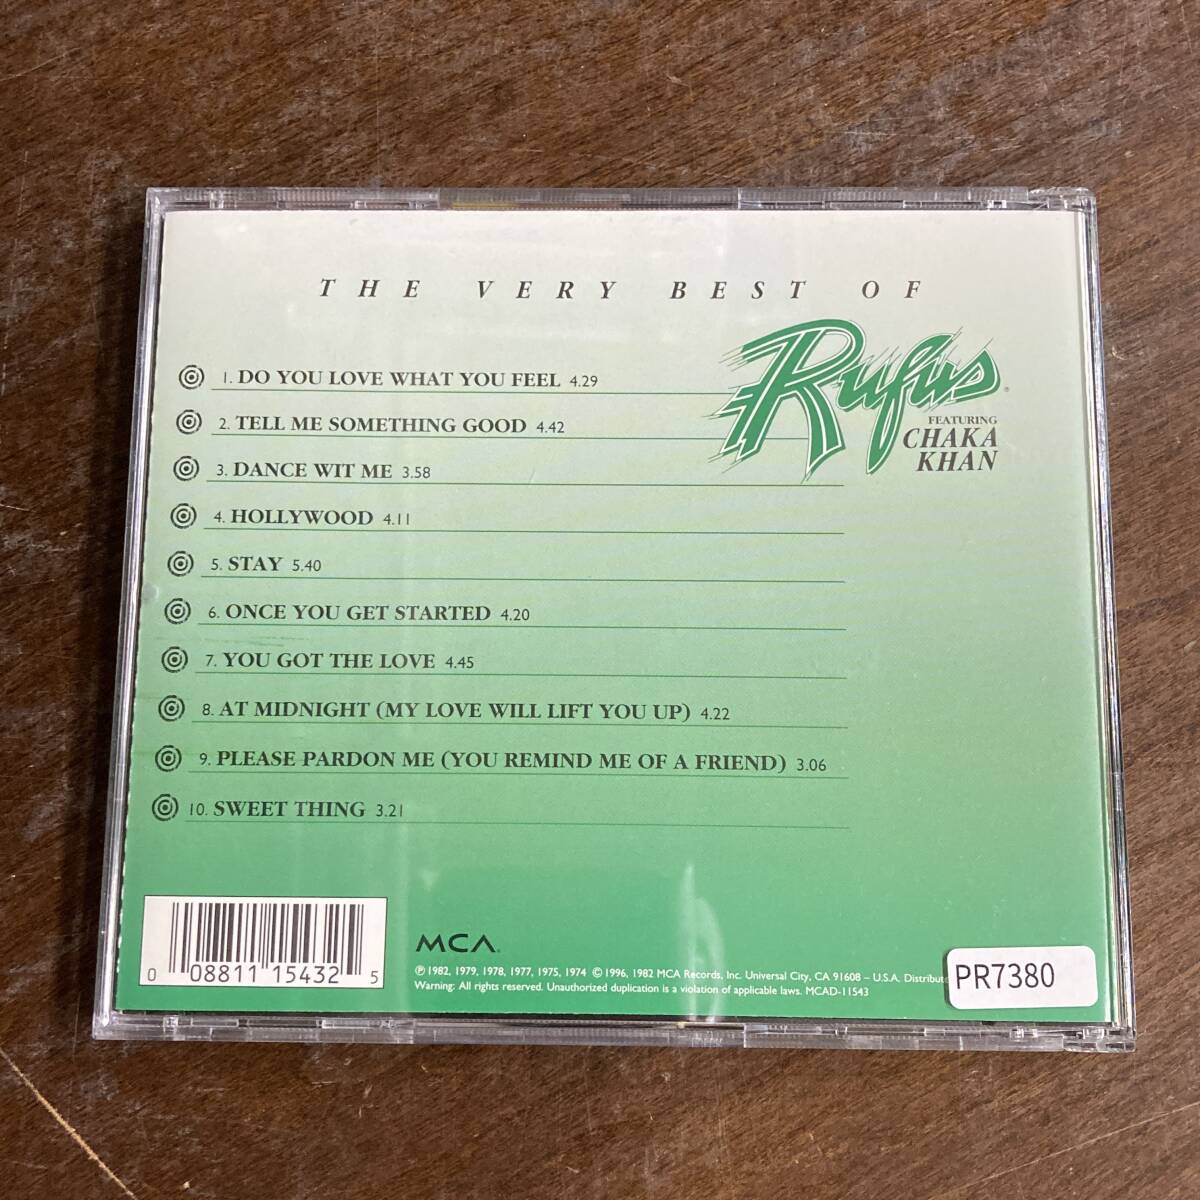 THE VERY BEST OF
Rufus®
FEATURING
CHAKA
KHAN
1. DO YOU LOVE WHAT YOU FEEL 4.29
2. TELL ME SOMETHING GOOD 4.42
3. DANCE WIT ME 3.58
4. HOLLYWOOD 4.11
5. STAY 5.40
6. ONCE YOU GET STARTED 4.20
7. YOU GOT THE LOVE 4.45
8. AT MIDNIGHT (MY LOVE WILL LIFT YOU UP) 4.22
9. PLEASE PARDON ME (YOU REMIND ME OF A FRIEND) 3.06
10. SWEET THING 3.21
0 08811 15432 5
MCA
℗ 1982, 1979, 1978, 1977, 1975, 1974 © 1996, 1982 MCA Records, Inc. Universal City, CA 91608 – U.S.A. Distribute
Warning: All rights reserved. Unauthorized duplication is a violation of applicable laws. MCAD-11543
PR7380